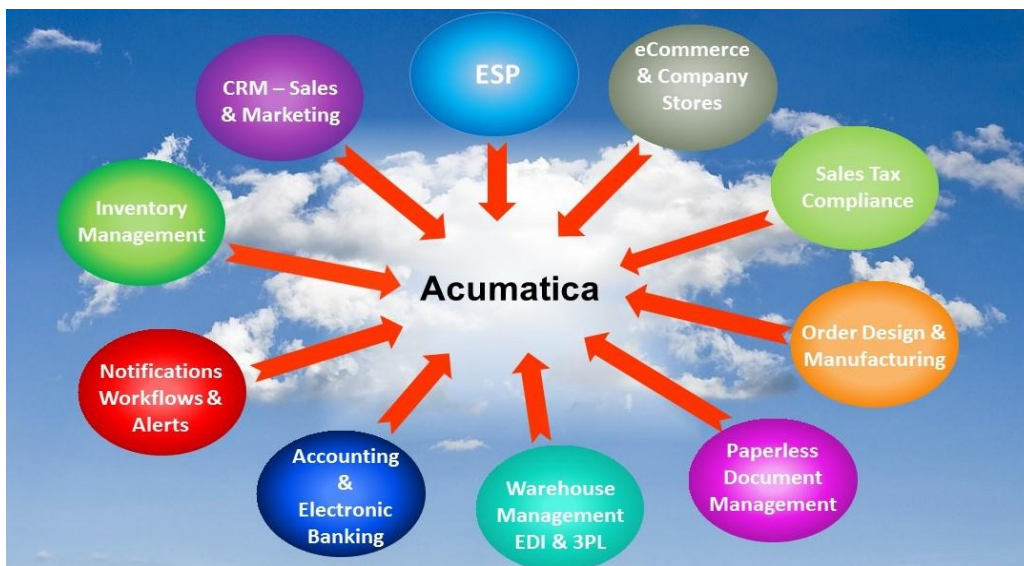 ESP
eCommerce
& Company
Stores
CRM – Sales
& Marketing
Sales Tax
Compliance
Inventory
Management
Acumatica
Order Design &
Manufacturing
Notifications
Workflows &
Alerts
Paperless
Document
Management
Accounting
&
Electronic
Banking
Warehouse
Management
EDI & 3PL